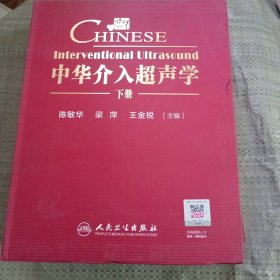 CHINESE
Interventional Ultrasound
中华介入超声学
下册
陈敏华 梁 萍 王金锐 (主编)
人民卫生出版社